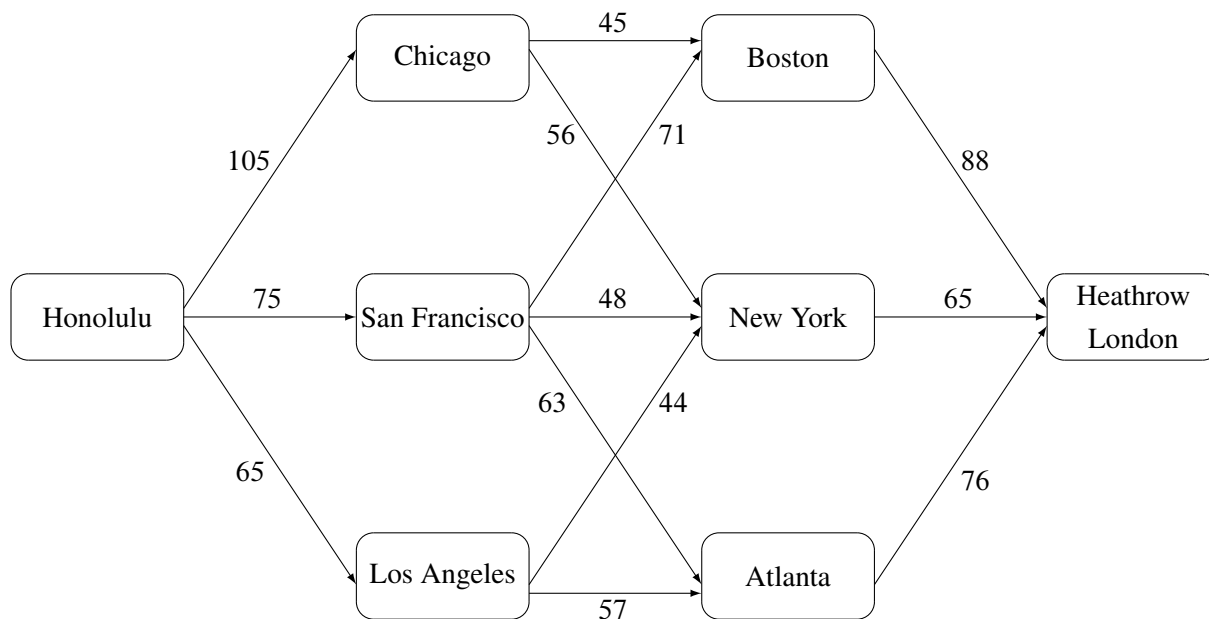 45
Chicago
Boston
56
71
105
88
75
48
65
Honolulu
San Francisco
New York
Heathrow
London
63
44
65
76
Los Angeles
Atlanta
57